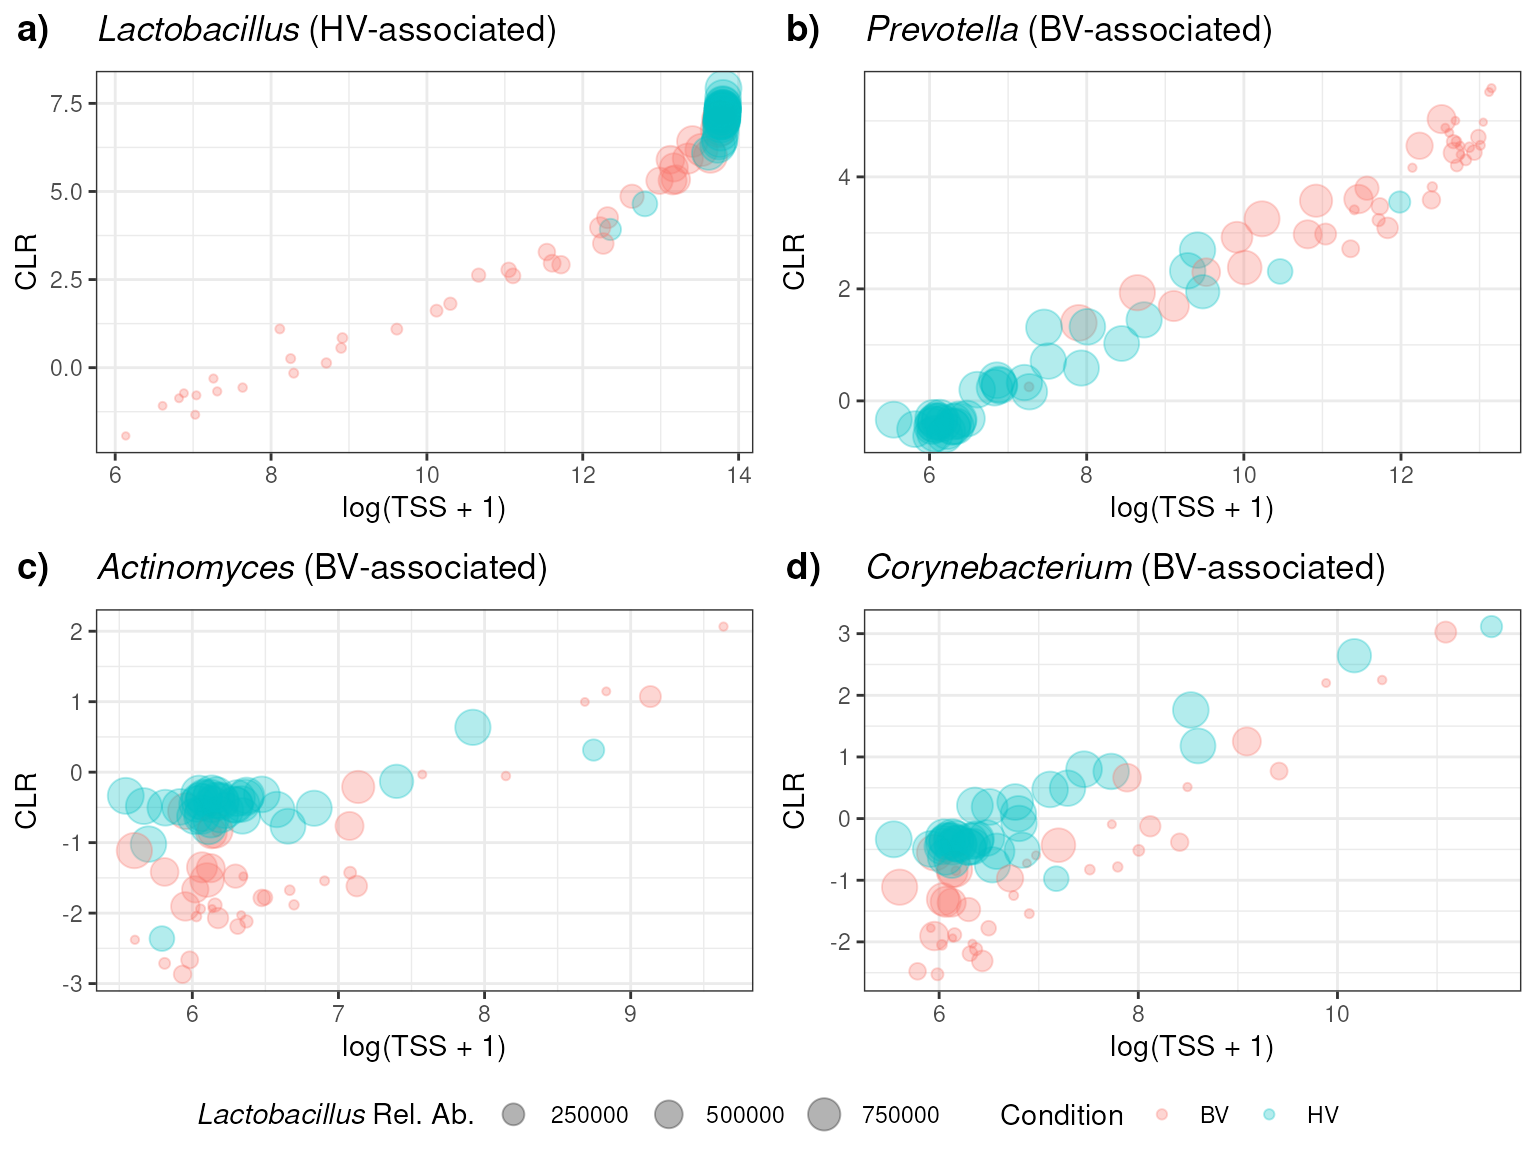 a) Lactobacillus (HV-associated)
7.5
5.0
2.5
0.0
CLR
6 8 10 12 14
log(TSS + 1)
b) Prevotella (BV-associated)
4
2
0
CLR
6 8 10 12
log(TSS + 1)
c) Actinomyces (BV-associated)
2
1
0
-1
-2
-3
CLR
6 7 8 9
log(TSS + 1)
d) Corynebacterium (BV-associated)
3
2
1
0
-1
-2
CLR
6 8 10
log(TSS + 1)
Lactobacillus Rel. Ab. 250000 500000 750000 Condition BV HV